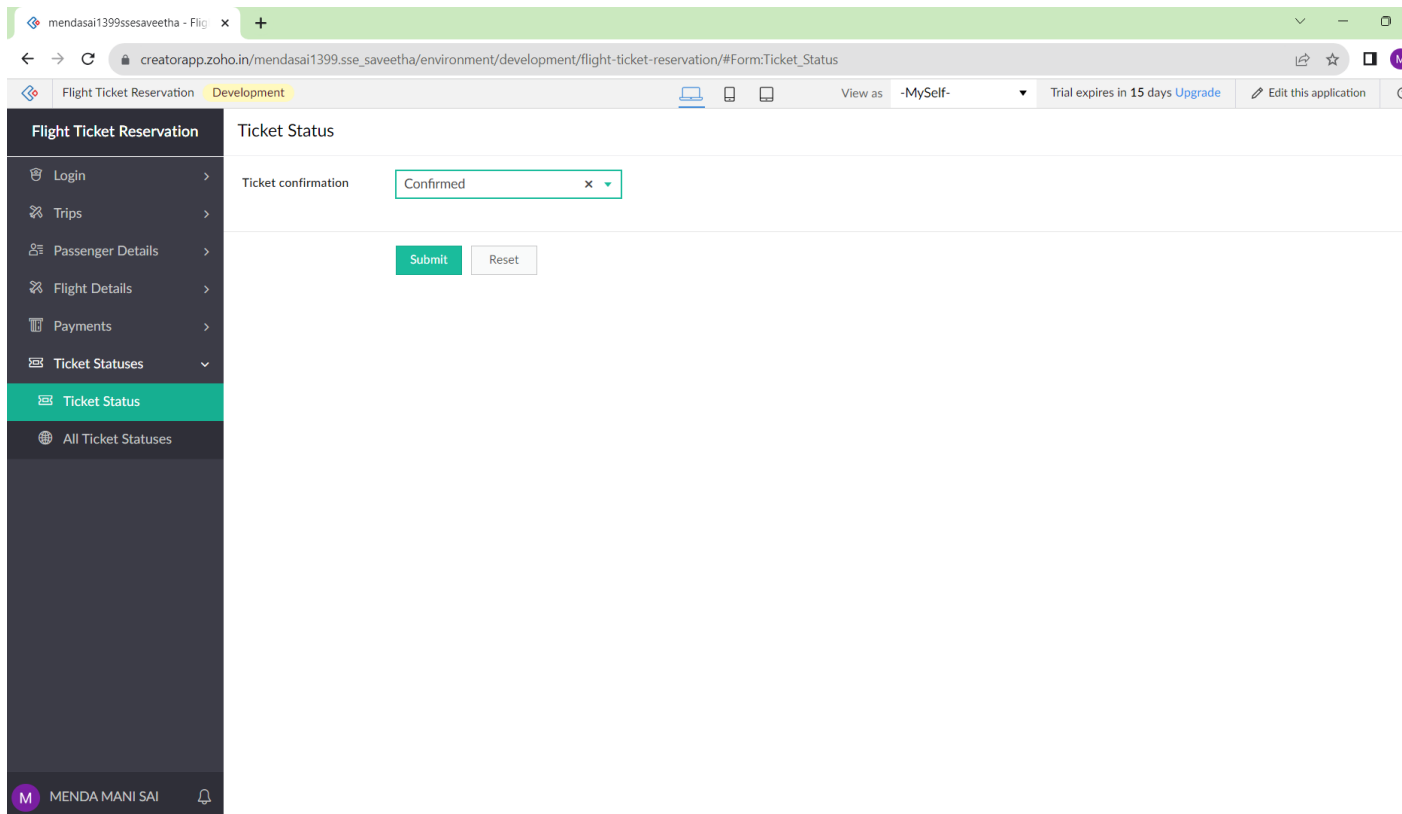 mendasai1399ssesaveetha - Flig
creatorapp.zoho.in/mendasai1399.sse_saveetha/environment/development/flight-ticket-reservation/#Form:Ticket_Status
Flight Ticket Reservation Development View as -MySelf- Trial expires in 15 days Upgrade Edit this application
Flight Ticket Reservation
Ticket Status
Login
Trips
Passenger Details
Flight Details
Payments
Ticket Statuses
Ticket Status
All Ticket Statuses
Ticket confirmation Confirmed
Submit Reset
M MENDA MANI SAI